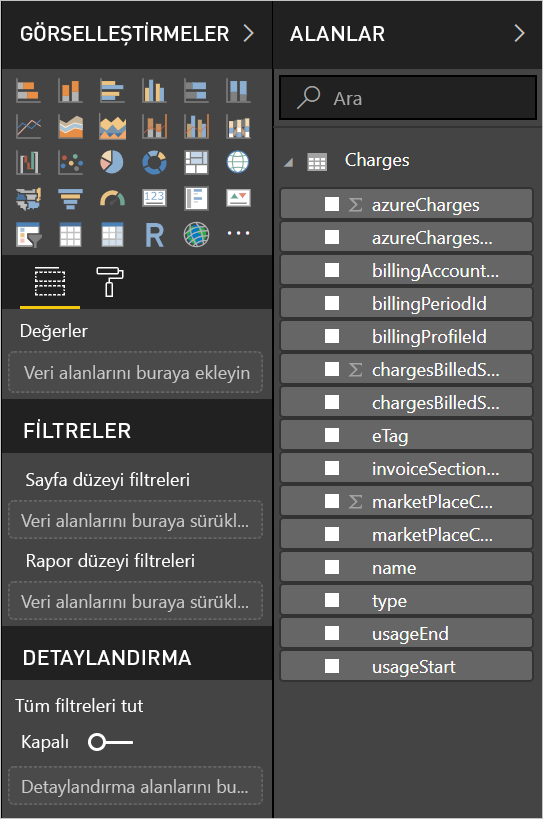 GÖRSELLEŞTİRMELER
123
R
Değerler
Veri alanlarını buraya ekleyin
FİLTRELER
Sayfa düzeyi filtreleri
Veri alanlarını buraya sürükl...
Rapor düzeyi filtreleri
Veri alanlarını buraya sürükl...
DETAYLANDIRMA
Tüm filtreleri tut
Kapalı
Detaylandırma alanlarını bu...
ALANLAR
Ara
Charges
Σ azureCharges
azureCharges...
billingAccount...
billingPeriodId
billingProfileId
Σ chargesBilledS...
chargesBilledS...
eTag
invoiceSection...
Σ marketPlaceC...
marketPlaceC...
name
type
usageEnd
usageStart